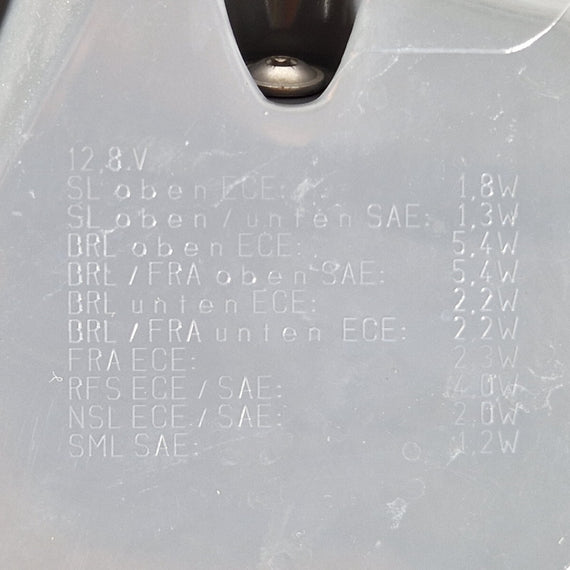 12.8.V
SL oben ECE: 1,8W
SL oben / unten SAE: 1,3W
BRL oben ECE: 5,4W
BRL / FRA oben SAE: 5,4W
BRL unten ECE: 2,2W
BRL / FRA unten ECE: 2,2W
FRA ECE: 2,3W
RFS ECE / SAE: 4,0W
NSL ECE / SAE: 2,0W
SML SAE: 1,2W